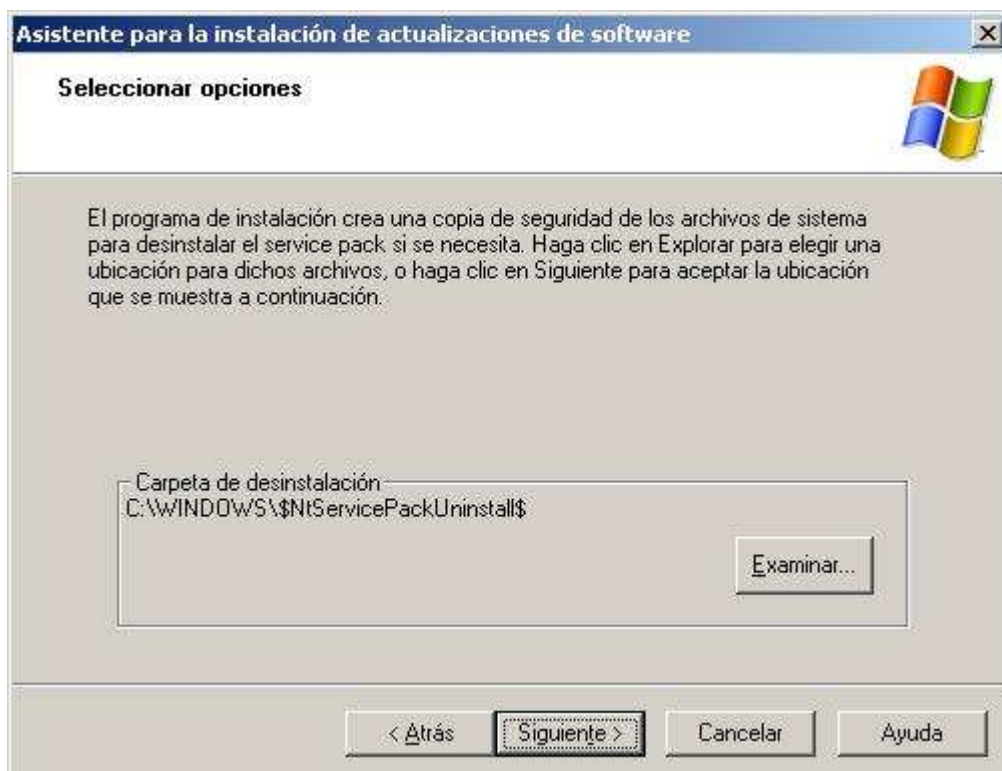 Asistente para la instalación de actualizaciones de software
Seleccionar opciones
El programa de instalación crea una copia de seguridad de los archivos de sistema
para desinstalar el service pack si se necesita. Haga clic en Explorar para elegir una
ubicación para dichos archivos, o haga clic en Siguiente para aceptar la ubicación
que se muestra a continuación.
Carpeta de desinstalación
C:\WINDOWS\$NtServicePackUninstall$
Examinar...
< Atrás
Siguiente >
Cancelar
Ayuda